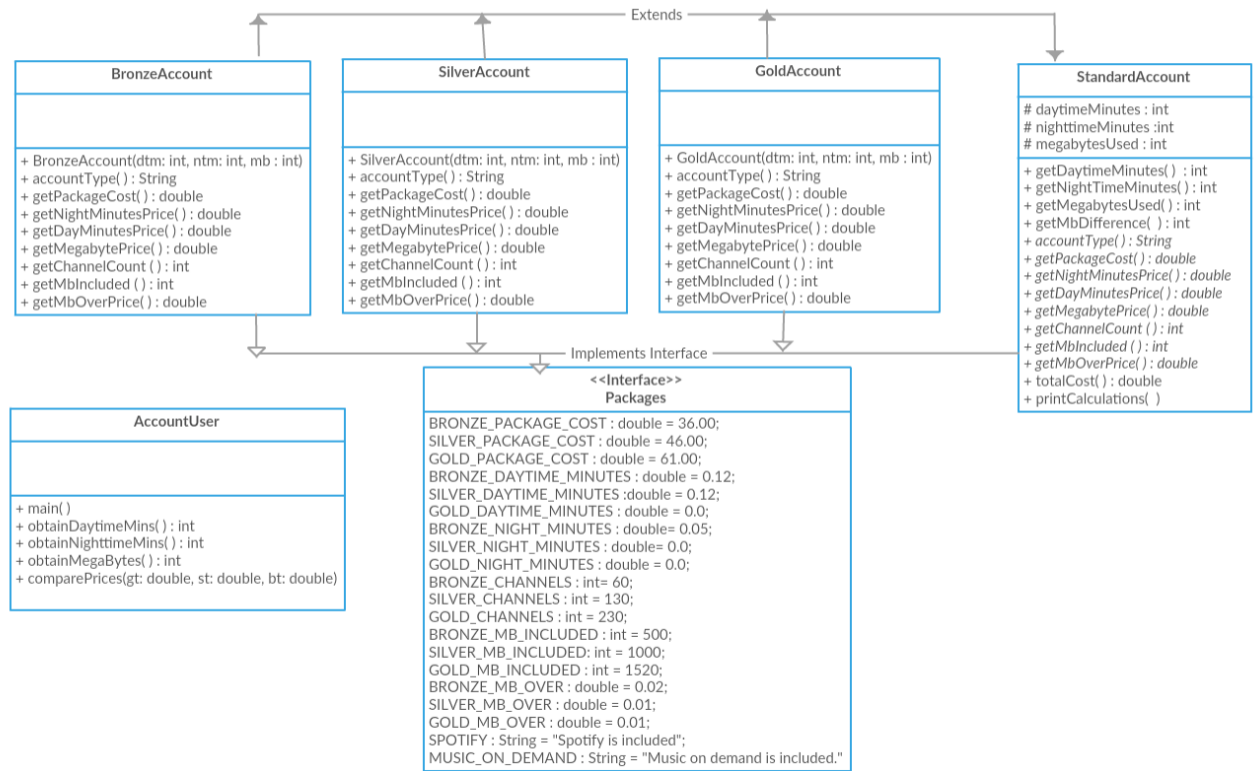 Extends
BronzeAccount
+ BronzeAccount(dtm: int, ntm: int, mb : int)
+ accountType( ) : String
+ getPackageCost( ) : double
+ getNightMinutesPrice( ) : double
+ getDayMinutesPrice( ) : double
+ getMegabytePrice( ) : double
+ getChannelCount ( ) : int
+ getMbIncluded ( ) : int
+ getMbOverPrice( ) : double
SilverAccount
+ SilverAccount(dtm: int, ntm: int, mb : int)
+ accountType( ) : String
+ getPackageCost( ) : double
+ getNightMinutesPrice( ) : double
+ getDayMinutesPrice( ) : double
+ getMegabytePrice( ) : double
+ getChannelCount ( ) : int
+ getMbIncluded ( ) : int
+ getMbOverPrice( ) : double
GoldAccount
+ GoldAccount(dtm: int, ntm: int, mb : int)
+ accountType( ) : String
+ getPackageCost( ) : double
+ getNightMinutesPrice( ) : double
+ getDayMinutesPrice( ) : double
+ getMegabytePrice( ) : double
+ getChannelCount ( ) : int
+ getMbIncluded ( ) : int
+ getMbOverPrice( ) : double
StandardAccount
# daytimeMinutes : int
# nighttimeMinutes :int
# megabytesUsed : int
+ getDaytimeMinutes( ) : int
+ getNightTimeMinutes( ) : int
+ getMegabytesUsed( ) : int
+ getMbDifference( ) : int
+ accountType( ) : String
+ getPackageCost( ) : double
+ getNightMinutesPrice( ) : double
+ getDayMinutesPrice( ) : double
+ getMegabytePrice( ) : double
+ getChannelCount ( ) : int
+ getMbIncluded ( ) : int
+ getMbOverPrice( ) : double
+ totalCost( ) : double
+ printCalculations( )
Implements Interface
AccountUser
+ main( )
+ obtainDaytimeMins( ) : int
+ obtainNighttimeMins( ) : int
+ obtainMegaBytes( ) : int
+ comparePrices(gt: double, st: double, bt: double)
<<Interface>>
Packages
BRONZE_PACKAGE_COST : double = 36.00;
SILVER_PACKAGE_COST : double = 46.00;
GOLD_PACKAGE_COST : double = 61.00;
BRONZE_DAYTIME_MINUTES : double = 0.12;
SILVER_DAYTIME_MINUTES :double = 0.12;
GOLD_DAYTIME_MINUTES : double = 0.0;
BRONZE_NIGHT_MINUTES : double= 0.05;
SILVER_NIGHT_MINUTES : double= 0.0;
GOLD_NIGHT_MINUTES : double = 0.0;
BRONZE_CHANNELS : int= 60;
SILVER_CHANNELS : int = 130;
GOLD_CHANNELS : int = 230;
BRONZE_MB_INCLUDED : int = 500;
SILVER_MB_INCLUDED: int = 1000;
GOLD_MB_INCLUDED : int = 1520;
BRONZE_MB_OVER : double = 0.02;
SILVER_MB_OVER : double = 0.01;
GOLD_MB_OVER : double = 0.01;
SPOTIFY : String = "Spotify is included";
MUSIC_ON_DEMAND : String = "Music on demand is included."